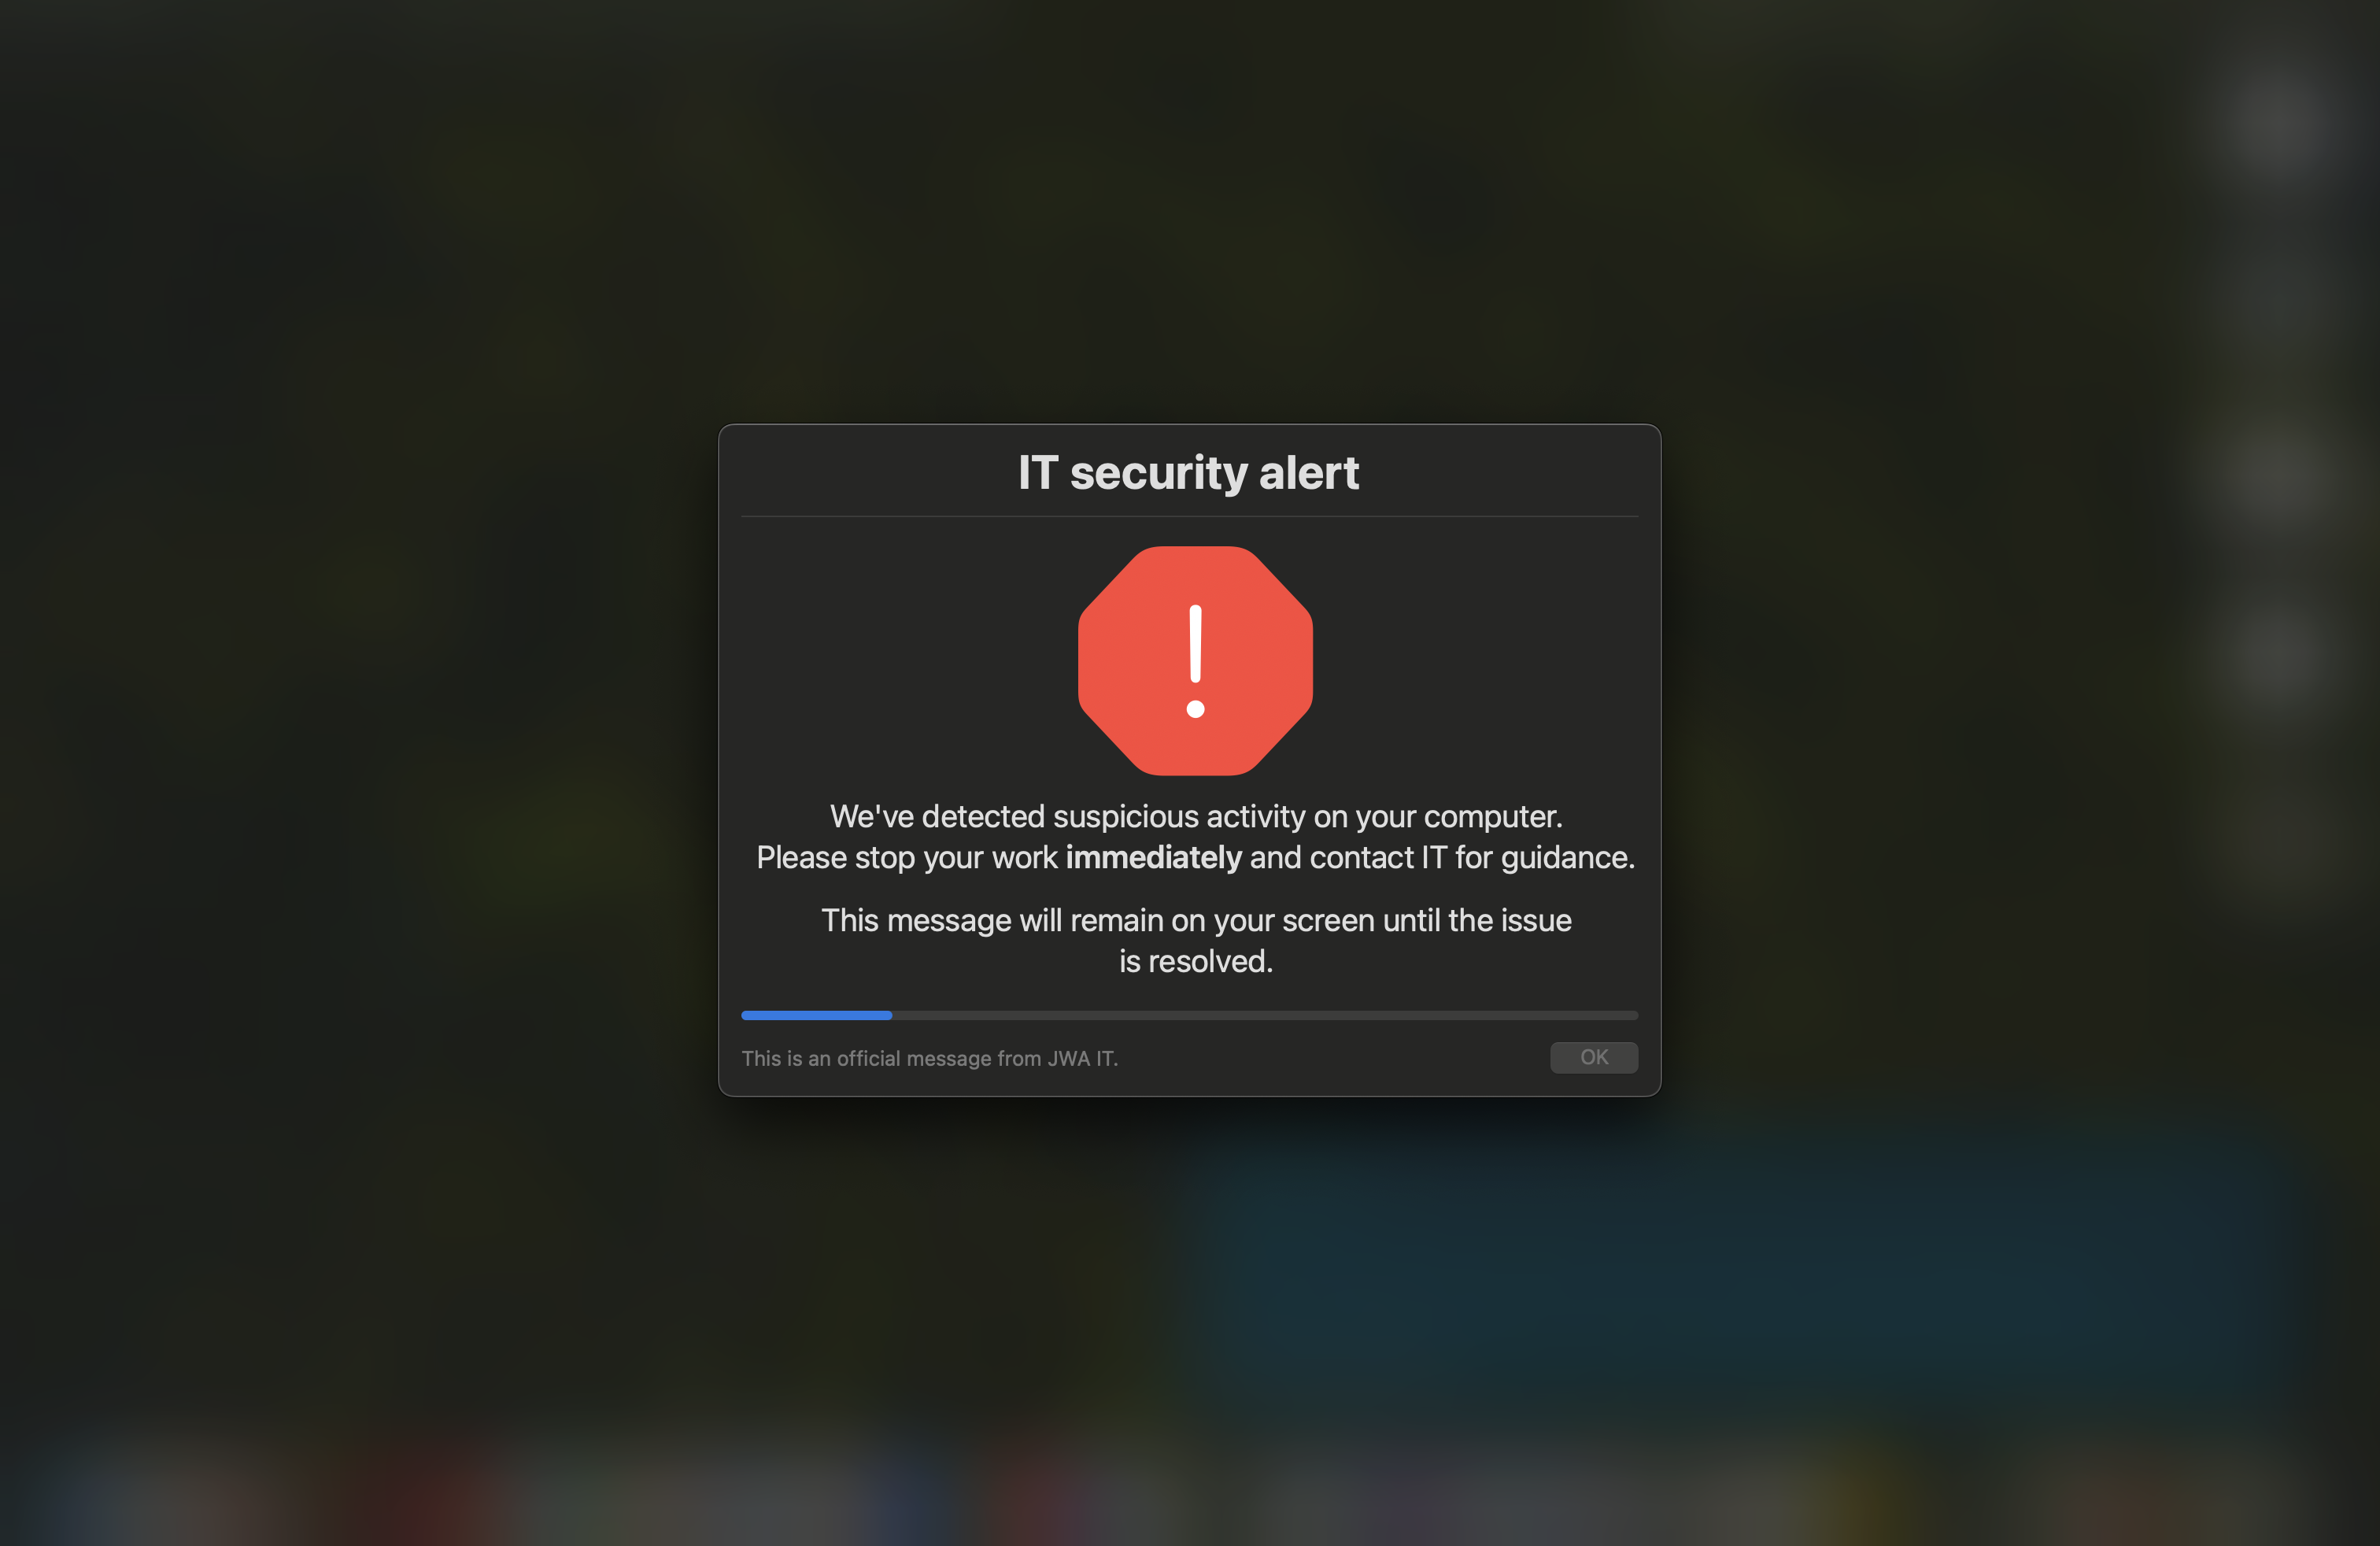 IT security alert
We've detected suspicious activity on your computer.
Please stop your work immediately and contact IT for guidance.
This message will remain on your screen until the issue
is resolved.
This is an official message from JWA IT.
OK